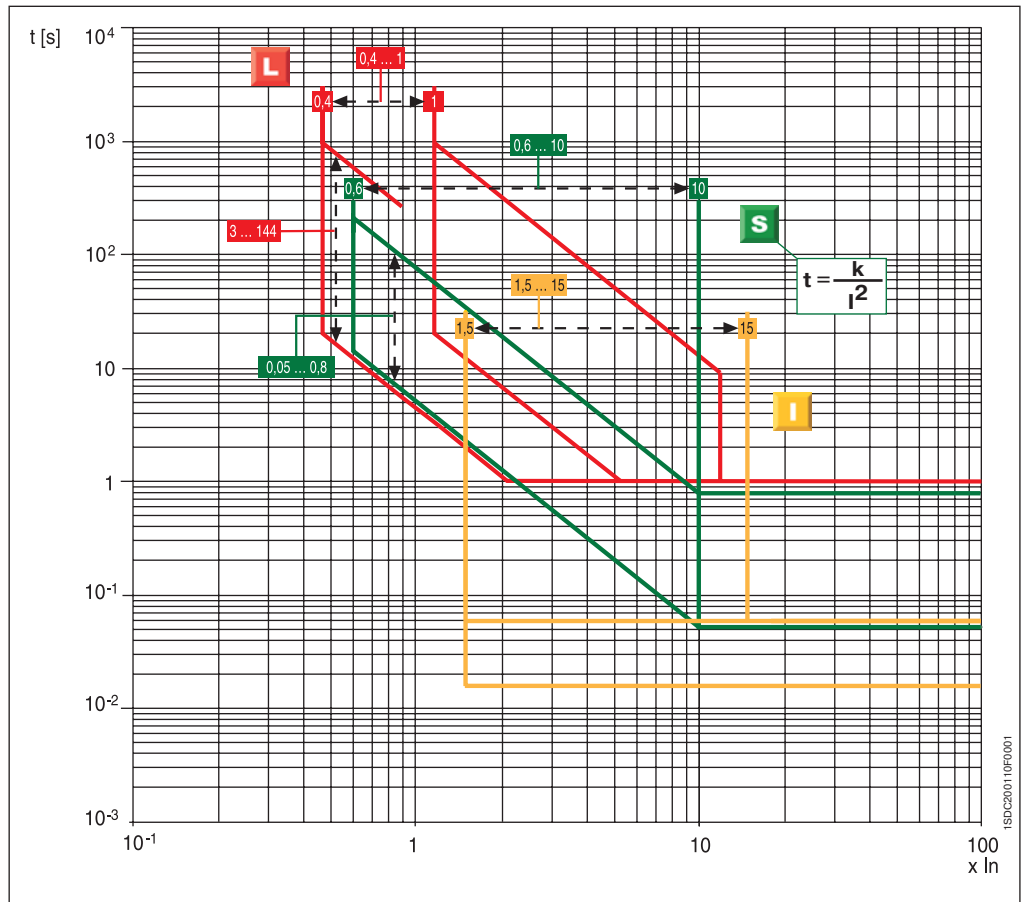 t [s]
10⁴
L
0,4 ... 1
0,4
1
10³
0,6 ... 10
0,6
10
S
3 ... 144
10²
t = k / I²
1,5 ... 15
1,5
15
0,05 ... 0,8
10
I
1
10⁻¹
10⁻²
10⁻³
10⁻¹
1
10
100
x In
1SDC200110F0001